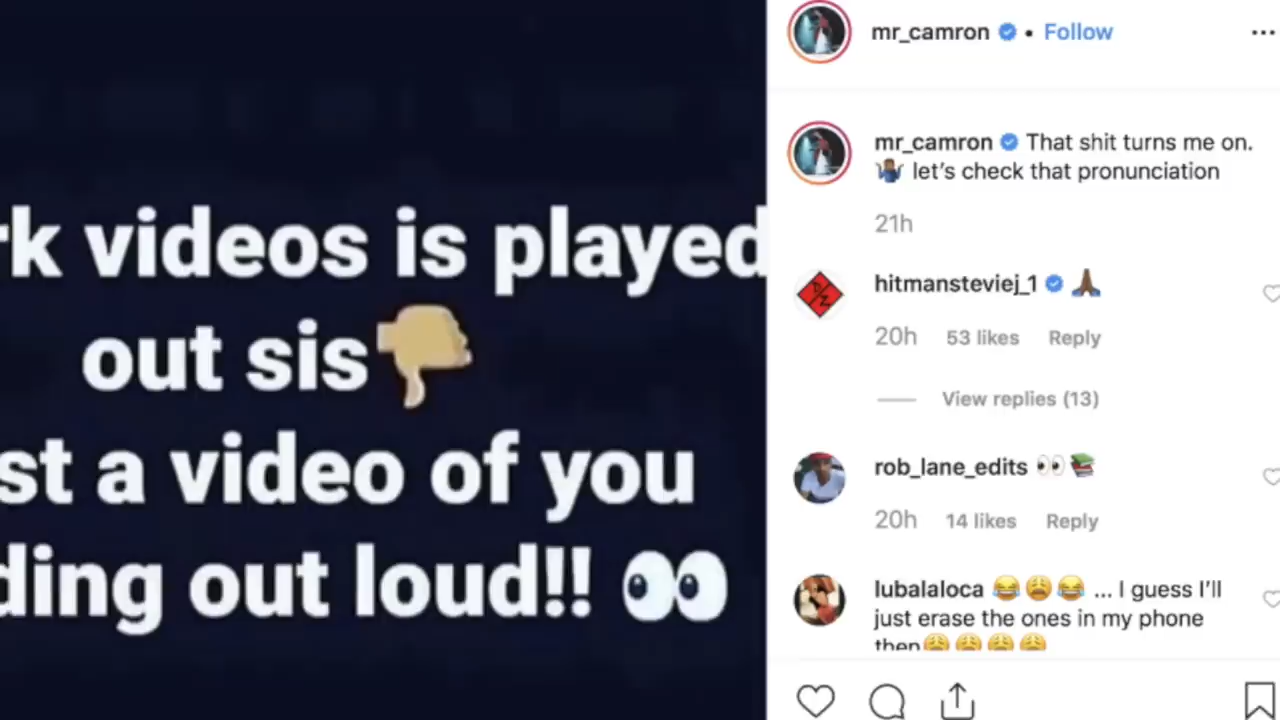 rk videos is played
out sis👎
st a video of you
ding out loud!! 👀
mr_camron • Follow
mr_camron That shit turns me on.
🤷🏾‍♂️ let’s check that pronunciation
21h
hitmansteviej_1 🙏🏾
20h 53 likes Reply
View replies (13)
rob_lane_edits 👀📚
20h 14 likes Reply
lubalaloca 😂😩😂 ... I guess I’ll
just erase the ones in my phone
then😩😩😩😩